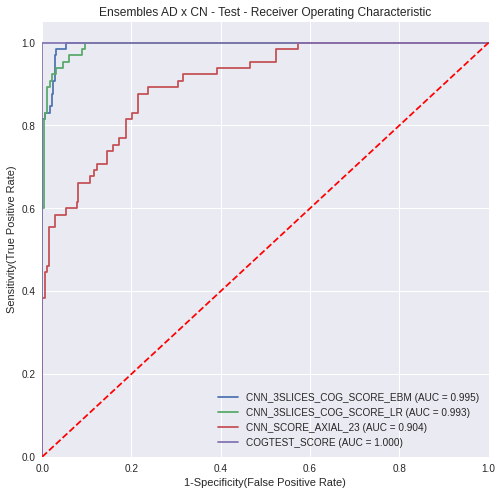 Ensembles AD x CN - Test - Receiver Operating Characteristic
Sensitivity(True Positive Rate)
1.0
0.8
0.6
0.4
0.2
0.0
CNN_3SLICES_COG_SCORE_EBM (AUC = 0.995)
CNN_3SLICES_COG_SCORE_LR (AUC = 0.993)
CNN_SCORE_AXIAL_23 (AUC = 0.904)
COGTEST_SCORE (AUC = 1.000)
0.0 0.2 0.4 0.6 0.8 1.0
1-Specificity(False Positive Rate)